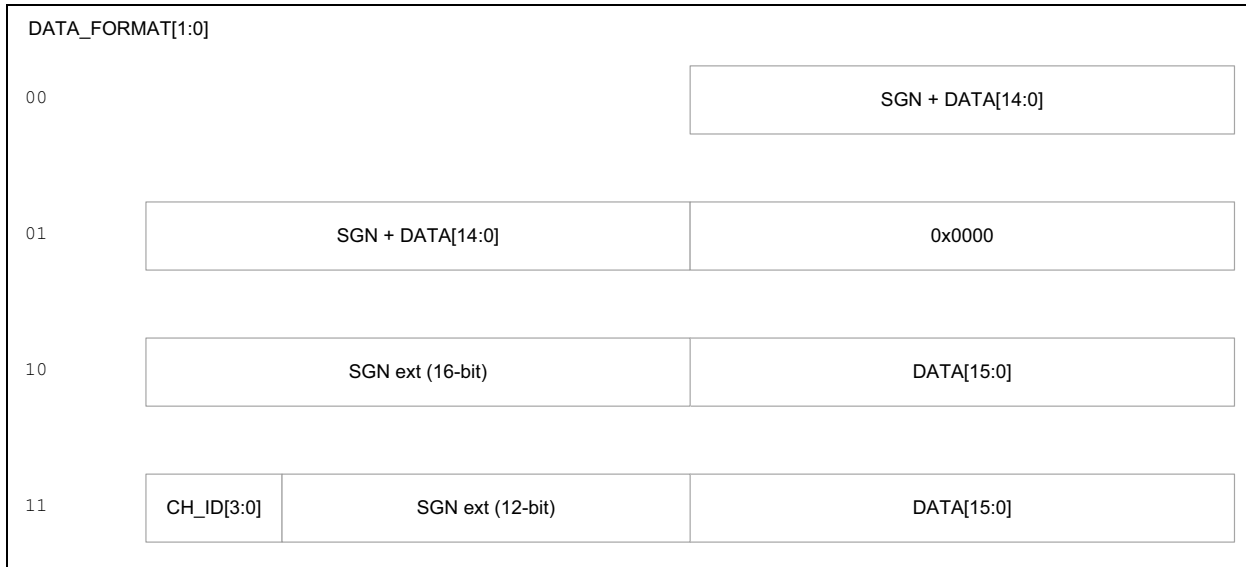 DATA_FORMAT[1:0]
00 SGN + DATA[14:0]
01 SGN + DATA[14:0] 0x0000
10 SGN ext (16-bit) DATA[15:0]
11 CH_ID[3:0] SGN ext (12-bit) DATA[15:0]